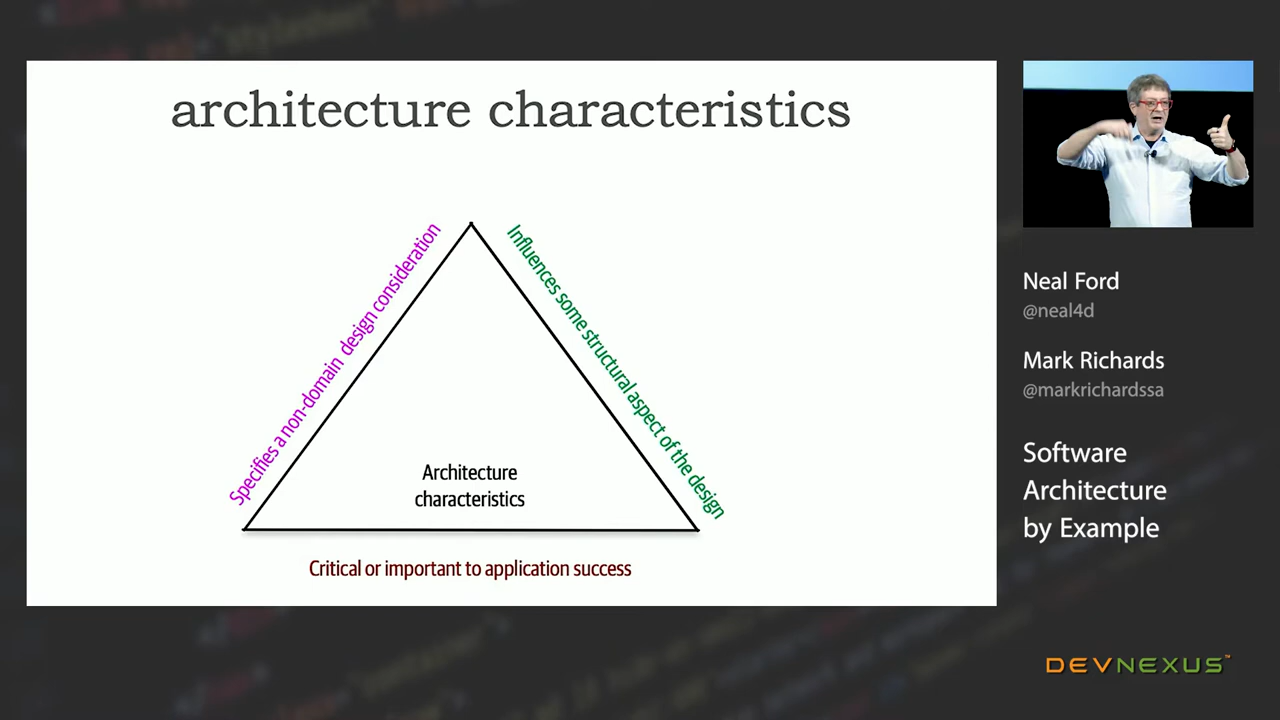 architecture characteristics
Specifies a non-domain design consideration
Influences some structural aspect of the design
Architecture
characteristics
Critical or important to application success
Neal Ford
@neal4d
Mark Richards
@markrichardssa
Software
Architecture
by Example
DEVNEXUS™